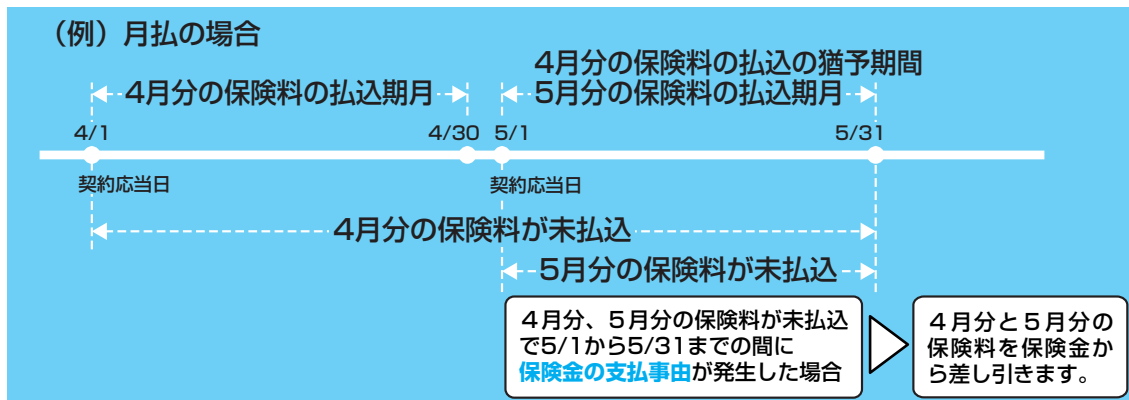 （例）月払の場合
4月分の保険料の払込の猶予期間
4月分の保険料の払込期月
5月分の保険料の払込期月
4/1
4/30
5/1
5/31
契約応当日
契約応当日
4月分の保険料が未払込
5月分の保険料が未払込
４月分、５月分の保険料が未払込
で5/1から5/31までの間に
保険金の支払事由が発生した場合
４月分と５月分の
保険料を保険金か
ら差し引きます。